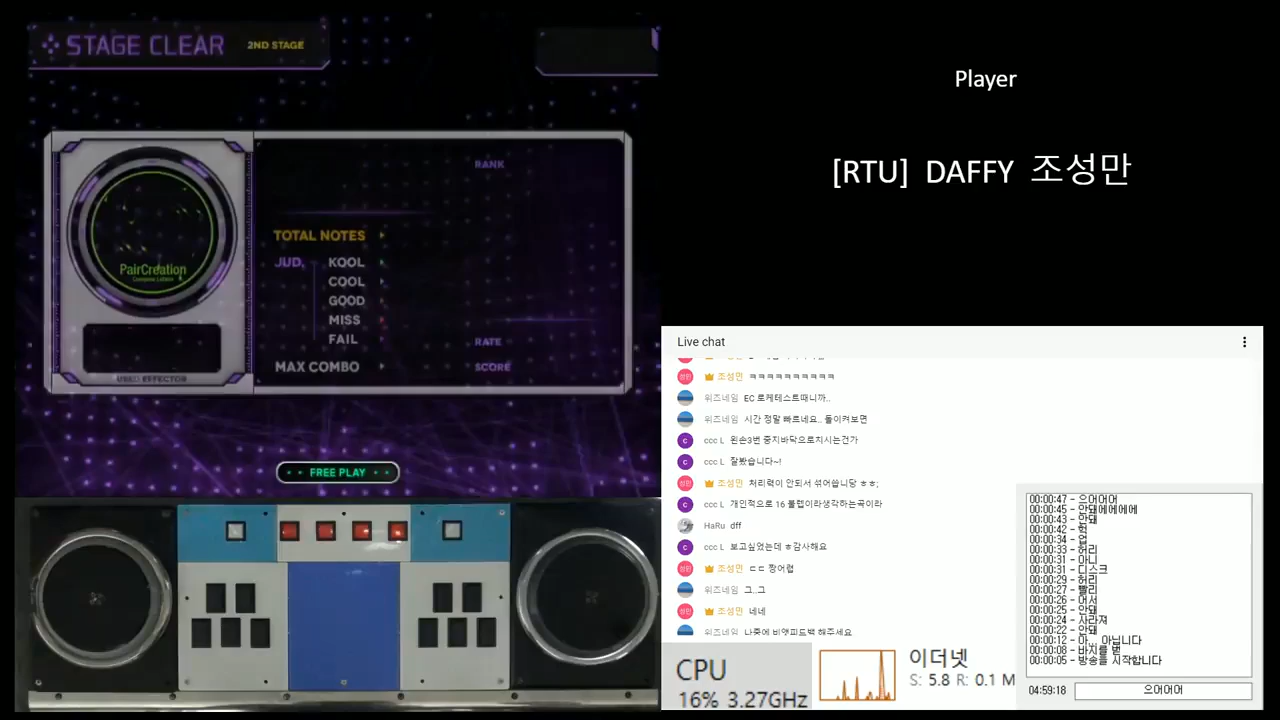 STAGE CLEAR 2ND STAGE
RANK
TOTAL NOTES
JUD. KOOL
COOL
GOOD
MISS
FAIL
RATE
MAX COMBO
SCORE
PairCreation
USED EFFECTOR
FREE PLAY
Player
[RTU] DAFFY 조성만
Live chat
조성민 ㅋㅋㅋㅋㅋㅋㅋㅋㅋㅋ
위즈네임 EC 로케테스트때니까..
위즈네임 시간 정말 빠르네요.. 돌이켜보면
ccc L 왼손3번 중지바닥으로치시는건가
ccc L 잘봤습니다~!
조성민 처리력이 안되서 섞어씁니당 ㅎㅎ;
ccc L 개인적으로 16 불렙이라생각하는곡이라
HaRu dff
ccc L 보고싶었는데 ㅎ감사해요
조성민 ㄷㄷ 짱어렵
위즈네임 그..그
조성민 네네
위즈네임 나중에 비앳피드백 해주세요
CPU
16% 3.27GHz
이더넷
S: 5.8 R: 0.1 M
00:00:47 - 으어어어
00:00:45 - 안돼에에에에
00:00:43 - 안돼
00:00:42 - 헉
00:00:34 - 업
00:00:33 - 허리
00:00:31 - 아니
00:00:31 - 디스크
00:00:29 - 허리
00:00:27 - 빨리
00:00:26 - 어서
00:00:25 - 안돼
00:00:24 - 사라져
00:00:22 - 안돼
00:00:12 - 아... 아닙니다
00:00:08 - 바지를 벋
00:00:05 - 방송을 시작합니다
04:59:18 으어어어